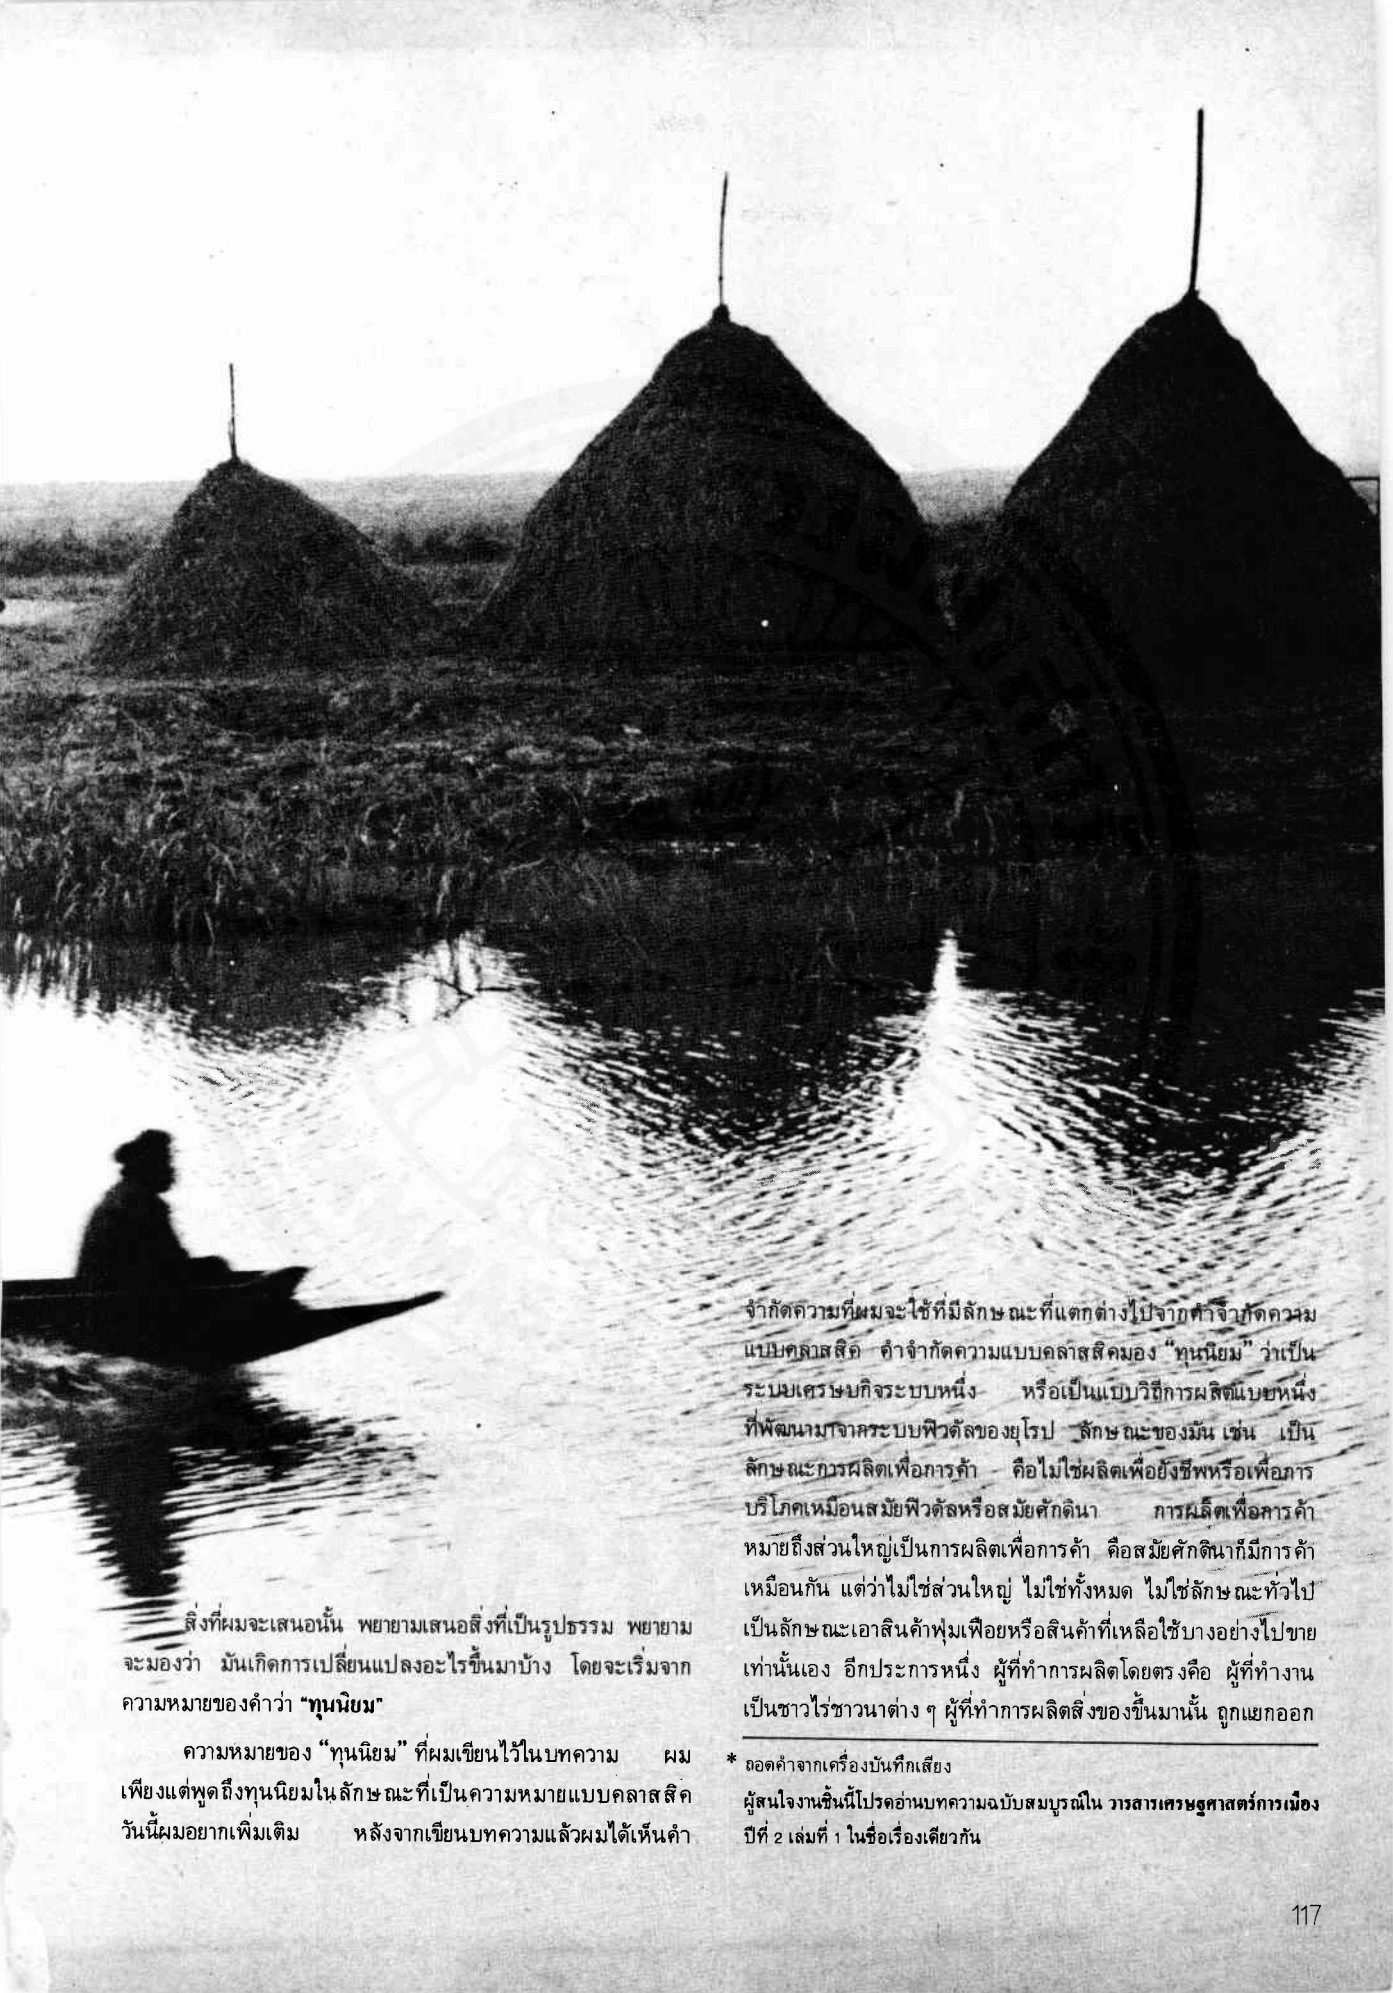 สิ่งที่ผมจะเสนอนั้น พยายามเสนอสิ่งที่เป็นรูปธรรม พยายาม
จะมองว่า มันเกิดการเปลี่ยนแปลงอะไรขึ้นมาบ้าง โดยจะเริ่มจาก
ความหมายของคำว่า “ทุนนิยม”
ความหมายของ “ทุนนิยม” ที่ผมเขียนไว้ในบทความ ผม
เพียงแต่พูดถึงทุนนิยมในลักษณะที่เป็นความหมายแบบคลาสสิค
วันนี้ผมอยากเพิ่มเติม หลังจากเขียนบทความแล้วผมได้เห็นคำ
จำกัดความที่ผมจะใช้ที่มีลักษณะที่แตกต่างไปจากคำจำกัดความ
แบบคลาสสิค คำจำกัดความแบบคลาสสิคมอง “ทุนนิยม” ว่าเป็น
ระบบเศรษฐกิจระบบหนึ่ง หรือเป็นแบบวิถีการผลิตแบบหนึ่ง
ที่พัฒนามาจากระบบฟิวดัลของยุโรป ลักษณะของมัน เช่น เป็น
ลักษณะการผลิตเพื่อการค้า คือไม่ใช่ผลิตเพื่อยังชีพหรือเพื่อการ
บริโภคเหมือนสมัยฟิวดัลหรือสมัยศักดินา การผลิตเพื่อการค้า
หมายถึงส่วนใหญ่เป็นการผลิตเพื่อการค้า คือสมัยศักดินาก็มีการค้า
เหมือนกัน แต่ว่าไม่ใช่ส่วนใหญ่ ไม่ใช่ทั้งหมด ไม่ใช่ลักษณะทั่วไป
เป็นลักษณะเอาสินค้าฟุ่มเฟือยหรือสินค้าที่เหลือใช้บางอย่างไปขาย
เท่านั้นเอง อีกประการหนึ่ง ผู้ที่ทำการผลิตโดยตรงคือ ผู้ที่ทำงาน
เป็นชาวไร่ชาวนาต่าง ๆ ผู้ที่ทำการผลิตสิ่งของขึ้นมานั้น ถูกแยกออก
* ถอดคำจากเครื่องบันทึกเสียง
ผู้สนใจงานชิ้นนี้โปรดอ่านบทความฉบับสมบูรณ์ใน วารสารเศรษฐศาสตร์การเมือง
ปีที่ 2 เล่มที่ 1 ในชื่อเรื่องเดียวกัน
117